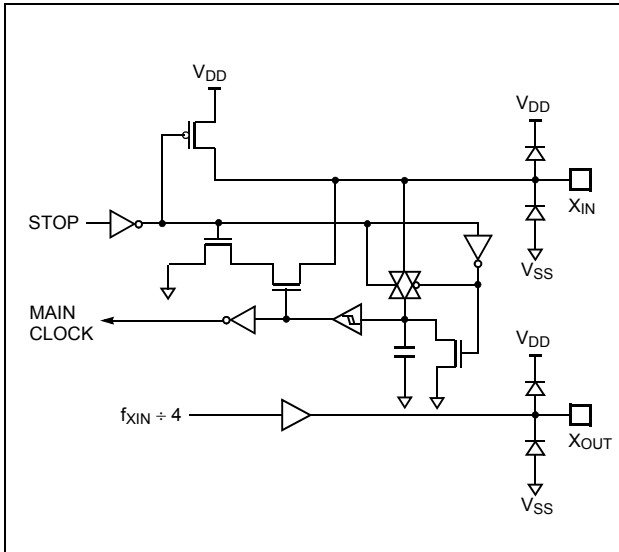 VDD
VDD
XIN
STOP
VSS
MAIN
CLOCK
VDD
fXIN ÷ 4
XOUT
VSS